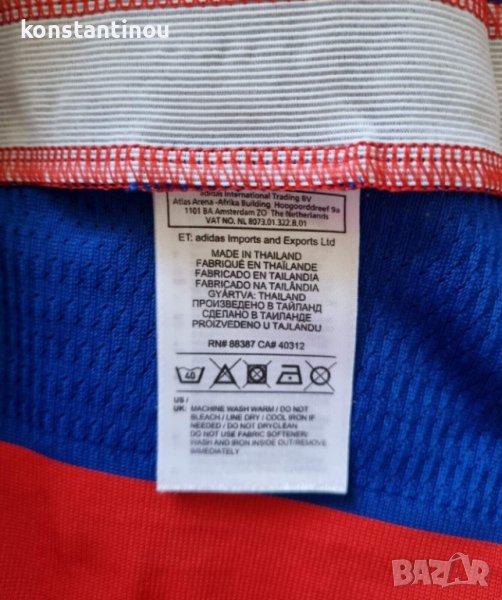 konstantinou
adidas International Trading BV
Atlas Arena -Afrika Building Hoogoorddreef 9a
1101 BA Amsterdam ZO The Netherlands
VAT NO. NL 8073.01.322.B.01
ET: adidas Imports and Exports Ltd
MADE IN THAILAND
FABRIQUÉ EN THAÏLANDE
FABRICADO EN TAILANDIA
FABRICADO NA TAILÂNDIA
GYÁRTVA: THAILAND
ПРОИЗВЕДЕНО В ТАЙЛАНД
СДЕЛАНО В ТАИЛАНДЕ
PROIZVEDENO U TAJLANDU
RN# 88387 CA# 40312
40
US /
UK: MACHINE WASH WARM / DO NOT
BLEACH / LINE DRY / COOL IRON IF
NEEDED / DO NOT DRYCLEAN
DO NOT USE FABRIC SOFTENER/
WASH AND IRON INSIDE OUT/REMOVE
IMMEDIATELY
BAZAR